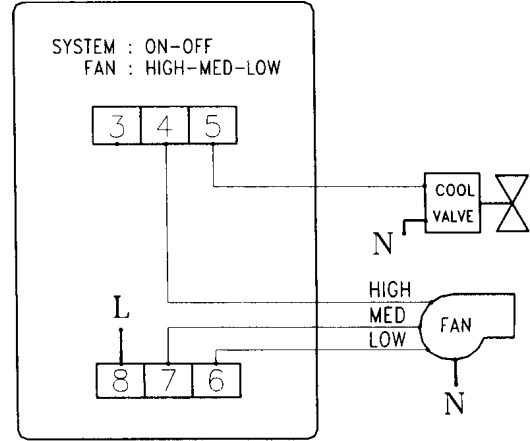 SYSTEM : ON-OFF
FAN : HIGH-MED-LOW
3 4 5
COOL
VALVE
N
HIGH
L
MED
FAN
LOW
8 7 6
N